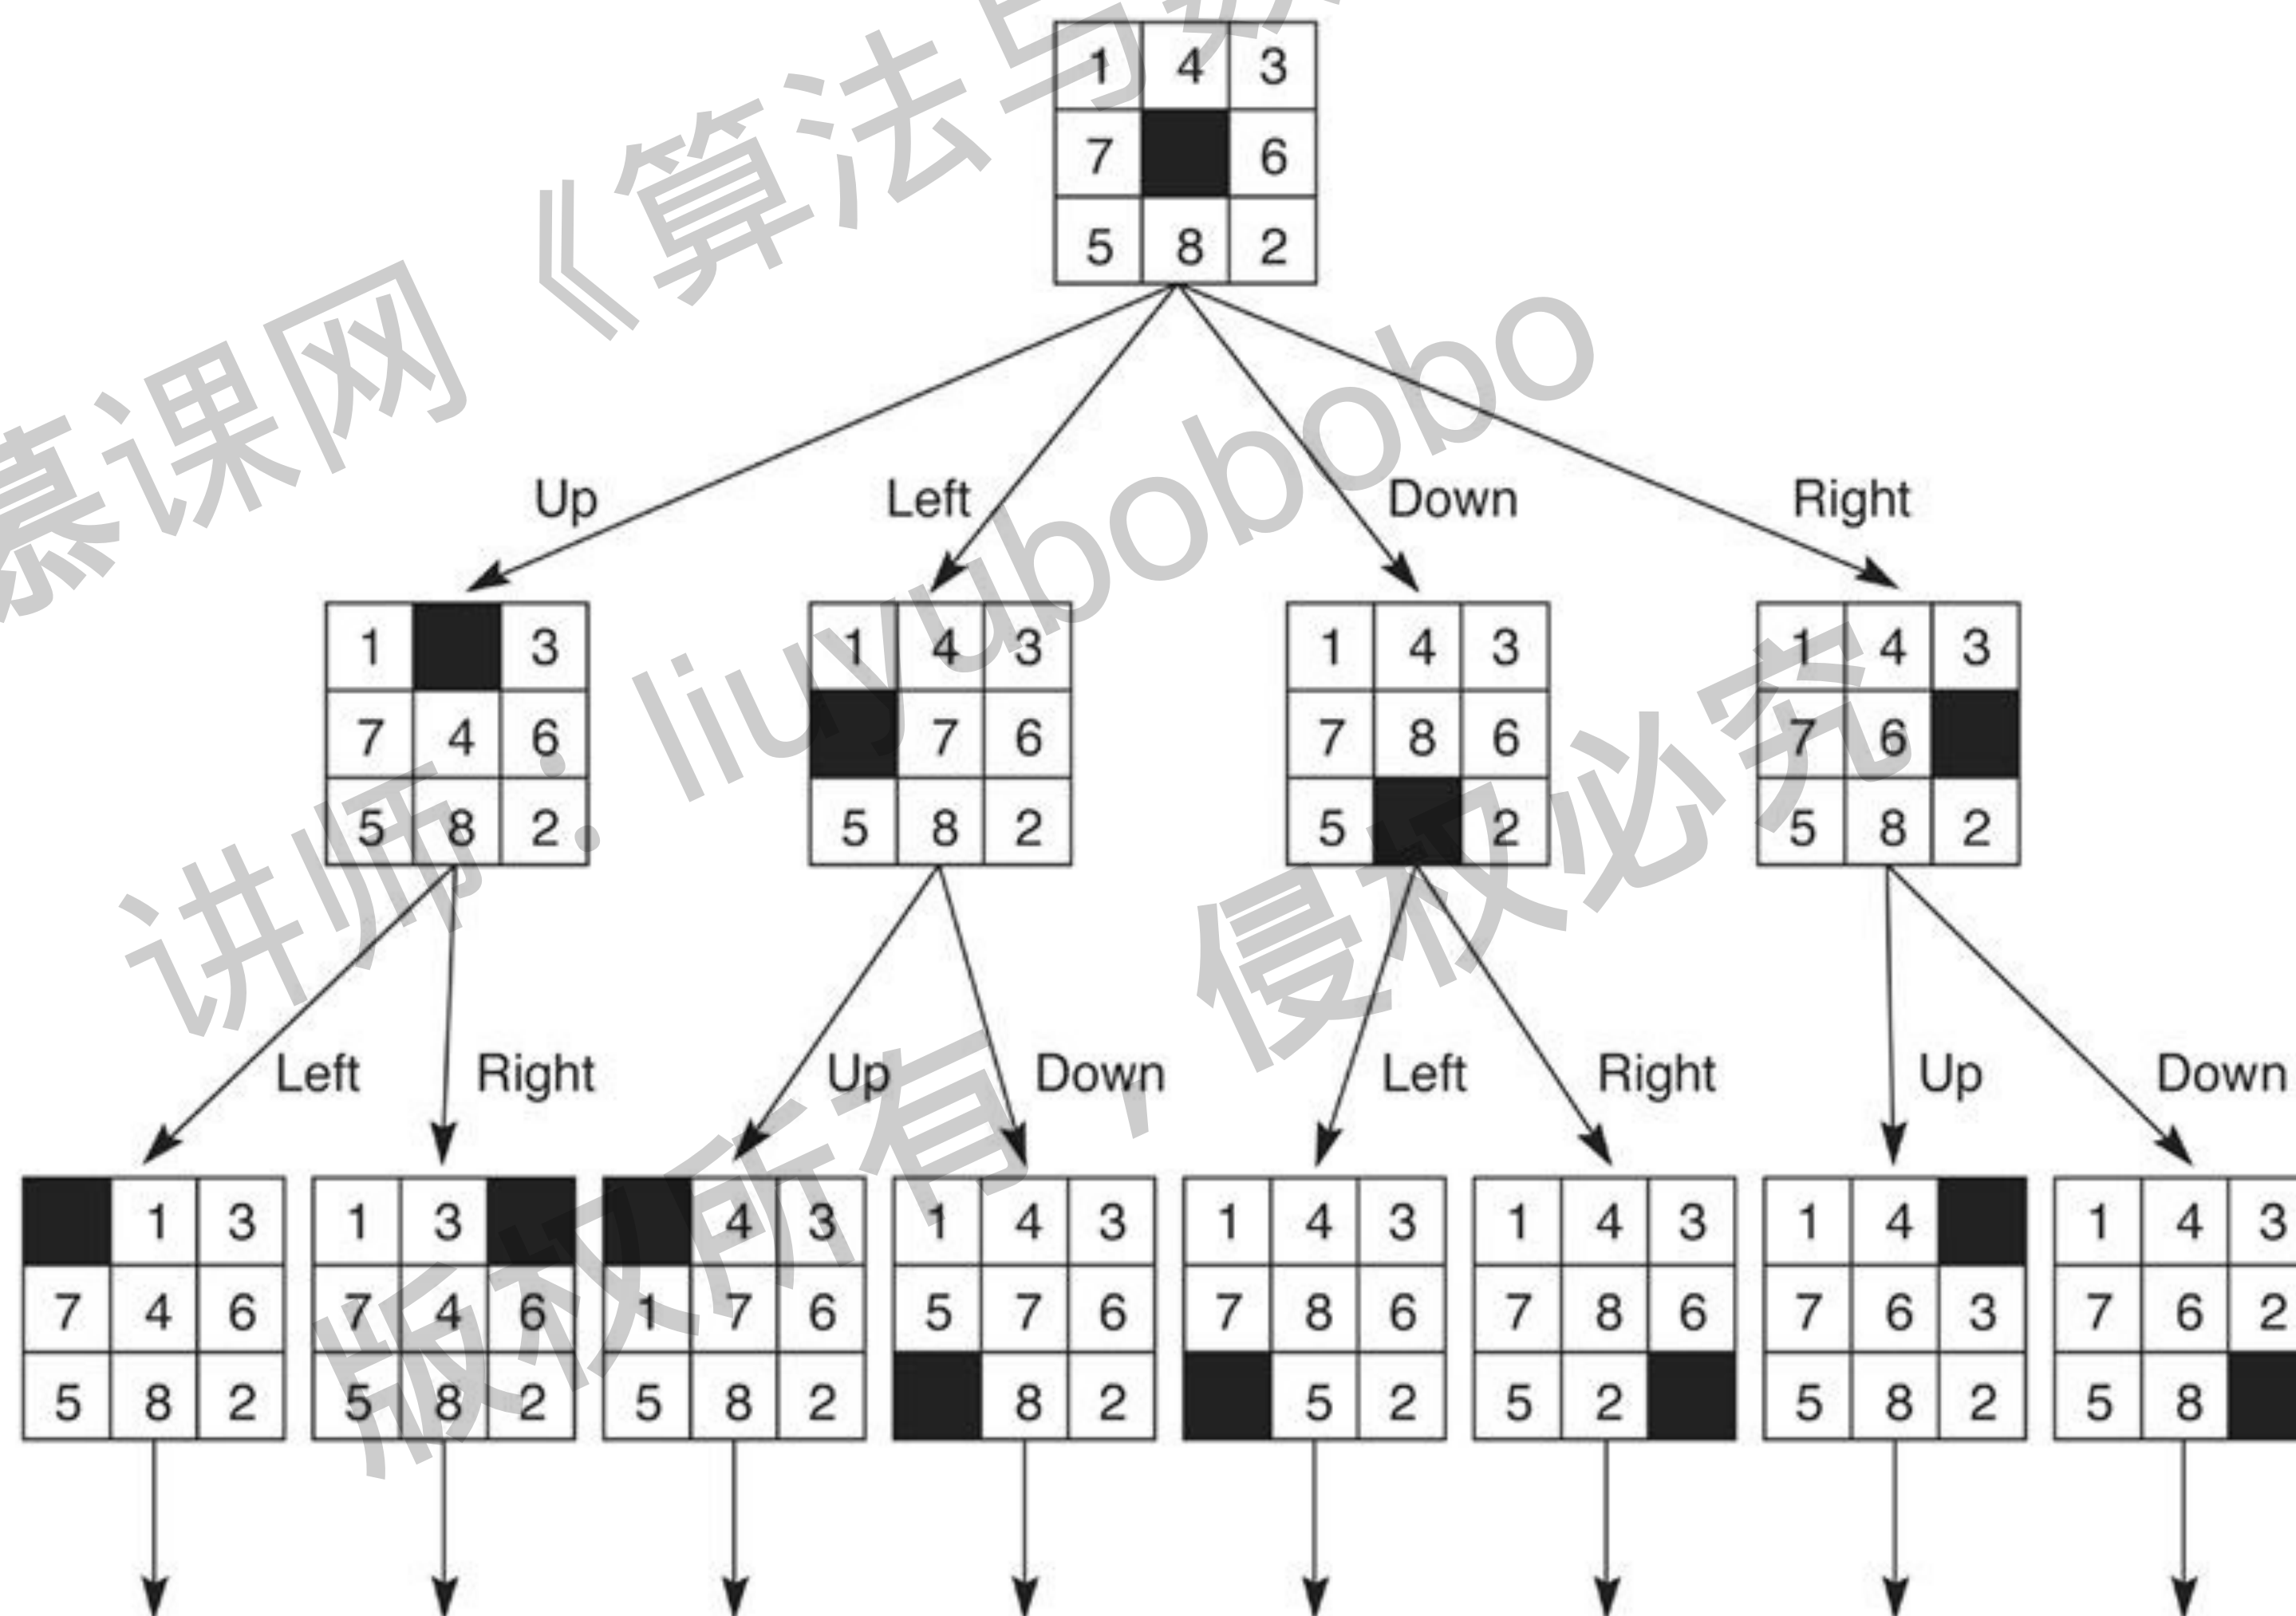 1 4 3
7 6
5 8 2
Up Left Down Right
1 3 1 4 3 1 4 3 1 4 3
7 4 6 7 6 7 8 6 7 6
5 8 2 5 8 2 5 2 5 8 2
Left Right Up Down Left Right Up Down
1 3 1 3 4 3 1 4 3 1 4 3 1 4 3 1 4 1 4 3
7 4 6 7 4 6 1 7 6 5 7 6 7 8 6 7 8 6 7 6 3 7 6 2
5 8 2 5 8 2 5 8 2 8 2 5 2 5 2 5 8 2 5 8
慕课网《算法与数
讲师：liuyubobobo
版权所有，侵权必究